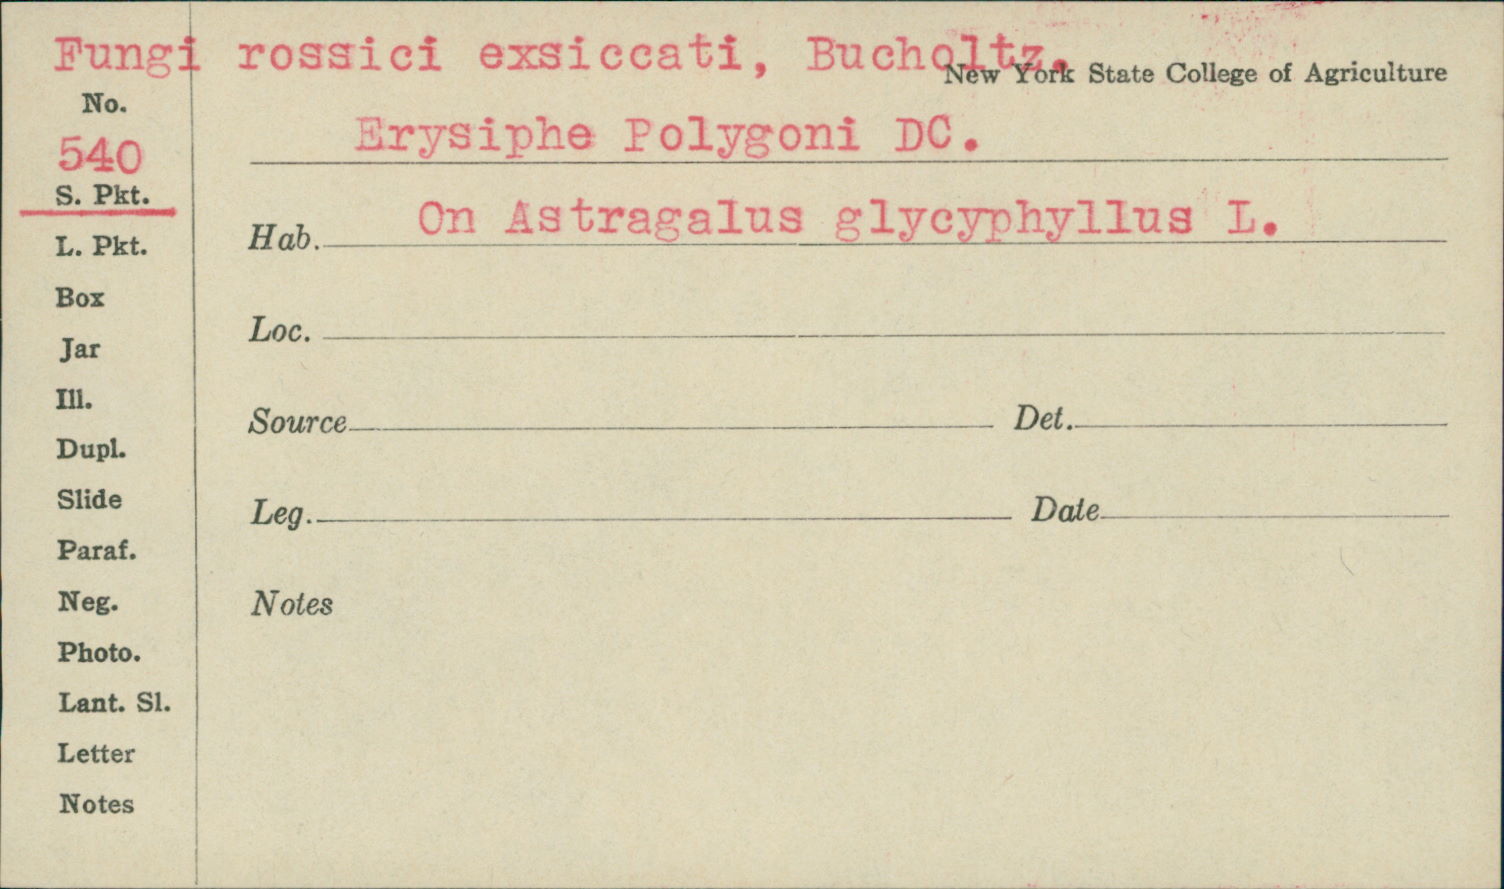 Fungi rossici exsiccati, Bucholtz.
New York State College of Agriculture
No.
540
Erysiphe Polygoni DC.
S. Pkt.
Hab. On Astragalus glycyphyllus L.
L. Pkt.
Box
Loc.
Jar
Ill.
Source Det.
Dupl.
Slide
Leg. Date
Paraf.
Neg.
Notes
Photo.
Lant. Sl.
Letter
Notes